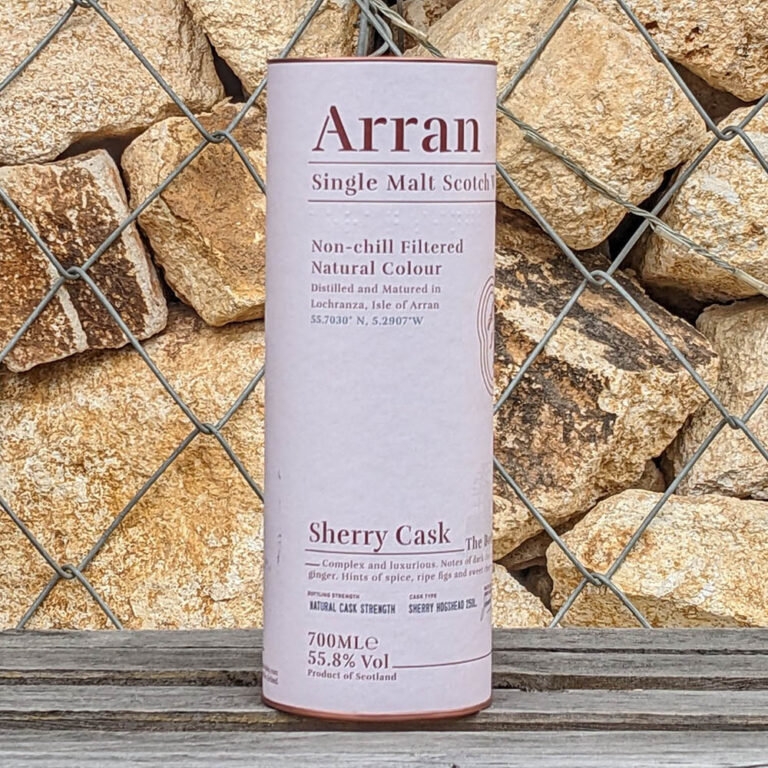 Arran
Single Malt Scotch
Non-chill Filtered
Natural Colour
Distilled and Matured in
Lochranza, Isle of Arran
55.7030° N, 5.2907°W
Sherry Cask
The
Complex and luxurious. Notes of dark
ginger. Hints of spice, ripe figs and sweet
BOTTLING STRENGTH CASK TYPE
NATURAL CASK STRENGTH SHERRY HOGSHEAD 250L
700ML℮
55.8% Vol
Product of Scotland